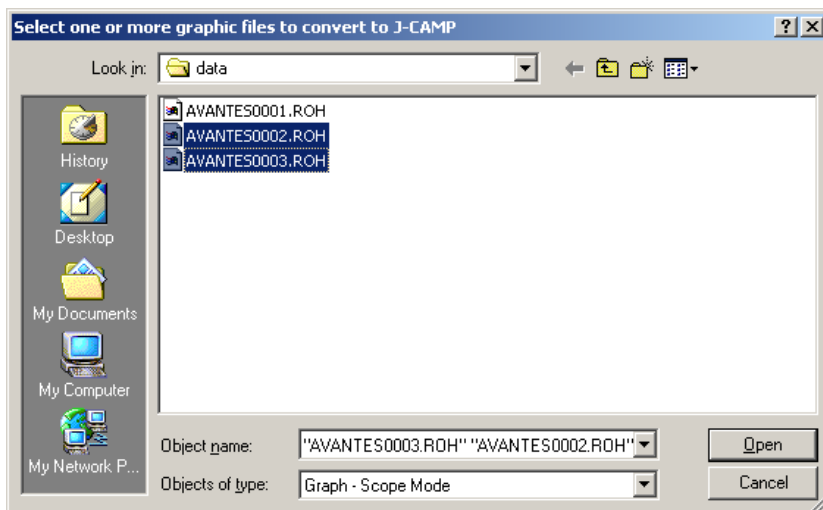 Select one or more graphic files to convert to J-CAMP
Look in: data
AVANTES0001.ROH
AVANTES0002.ROH
AVANTES0003.ROH
History
Desktop
My Documents
My Computer
My Network P...
Object name: "AVANTES0003.ROH" "AVANTES0002.ROH" Open
Objects of type: Graph - Scope Mode Cancel